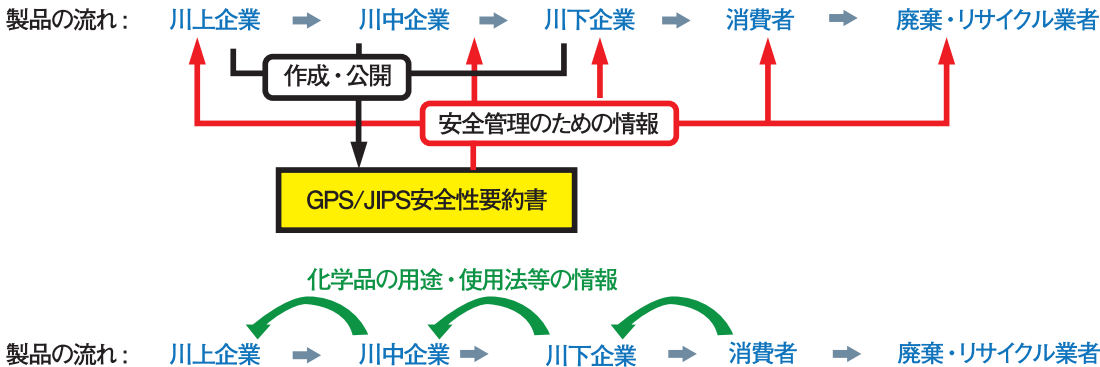 製品の流れ： 川上企業 川中企業 川下企業 消費者 廃棄・リサイクル業者
作成・公開
安全管理のための情報
GPS/JIPS安全性要約書
化学品の用途・使用法等の情報
製品の流れ： 川上企業 川中企業 川下企業 消費者 廃棄・リサイクル業者